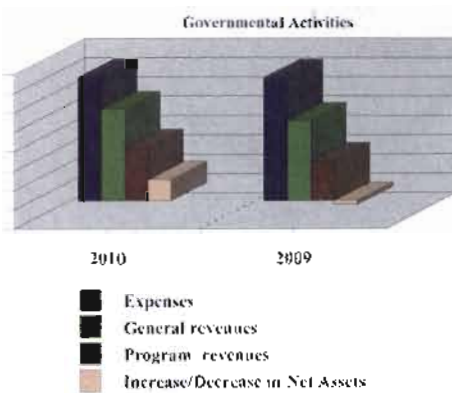 Governmental Activities
2010 2009
Expenses
General revenues
Program revenues
Increase/Decrease in Net Assets